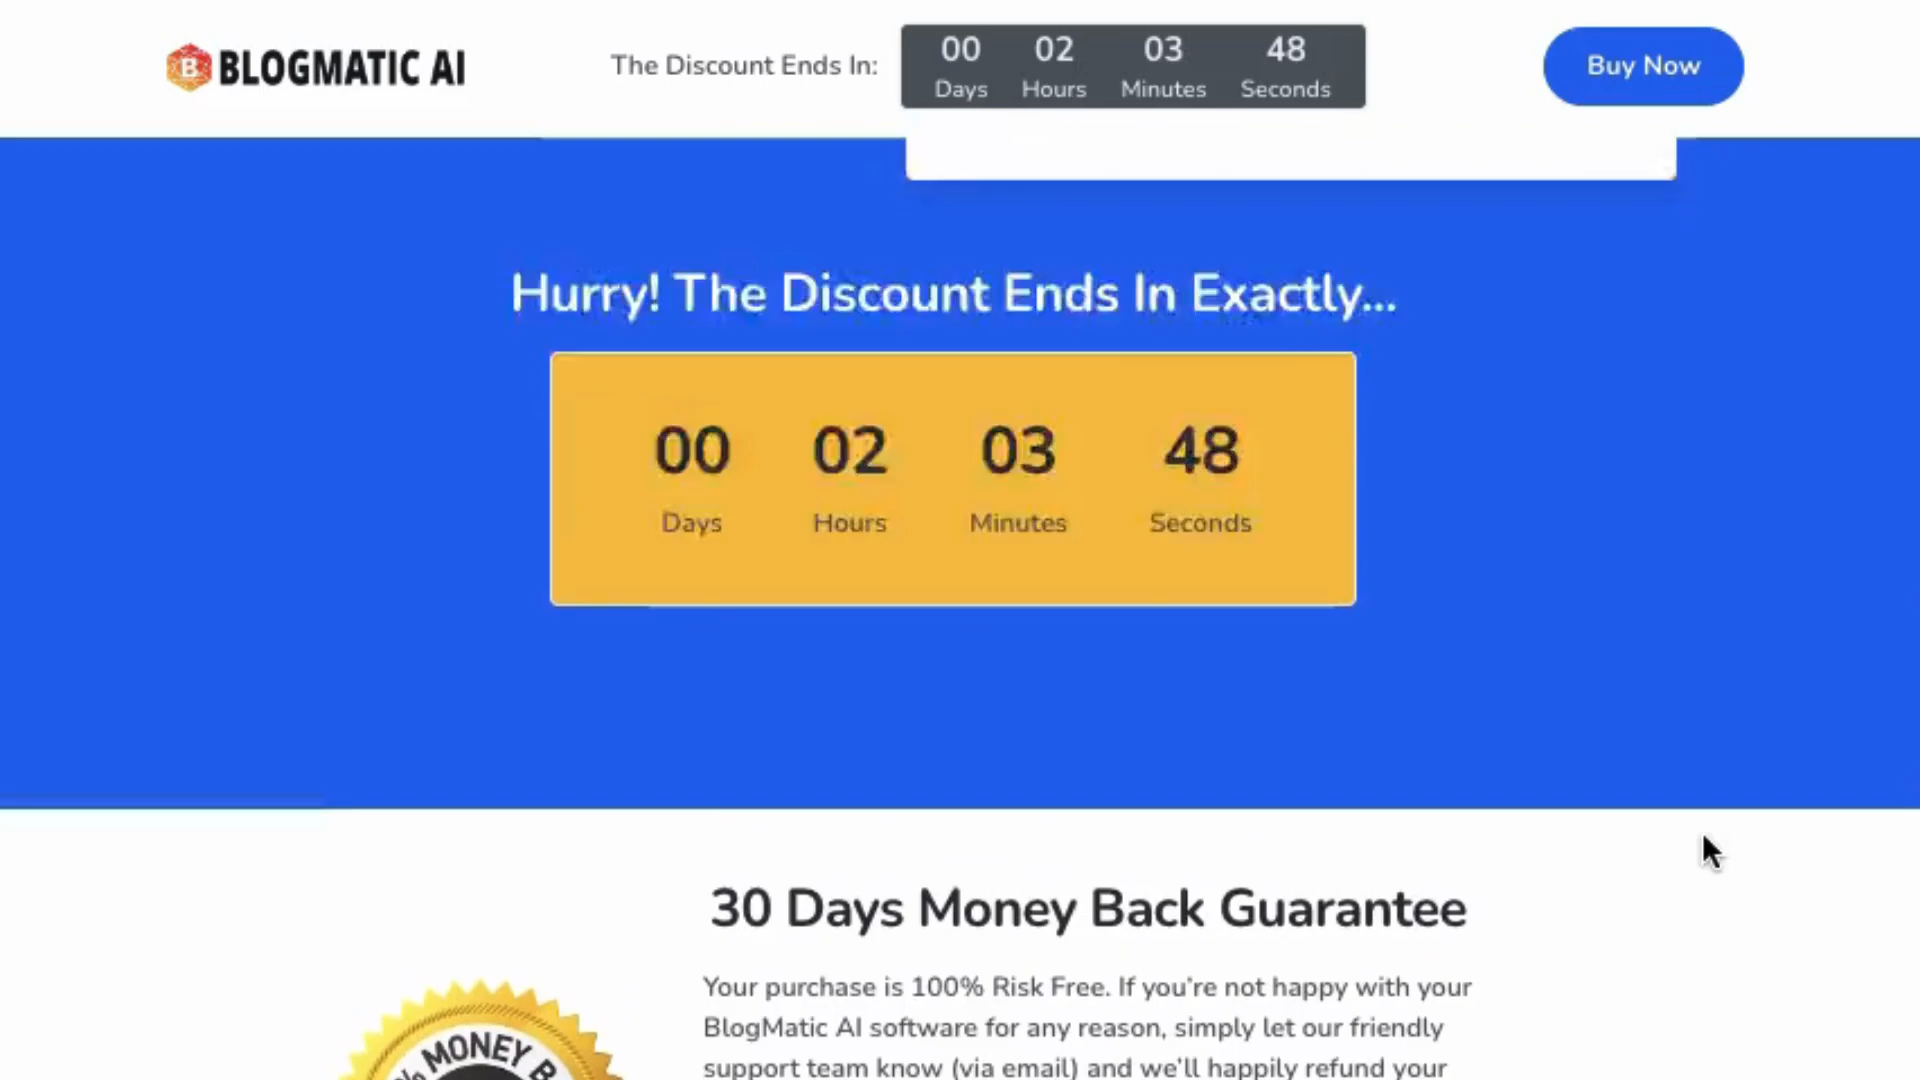 BLOGMATIC AI
The Discount Ends In:
00 02 03 48
Days Hours Minutes Seconds
Buy Now
Hurry! The Discount Ends In Exactly...
00 02 03 48
Days Hours Minutes Seconds
30 Days Money Back Guarantee
Your purchase is 100% Risk Free. If you're not happy with your
BlogMatic AI software for any reason, simply let our friendly
support team know (via email) and we'll happily refund your
MONEY